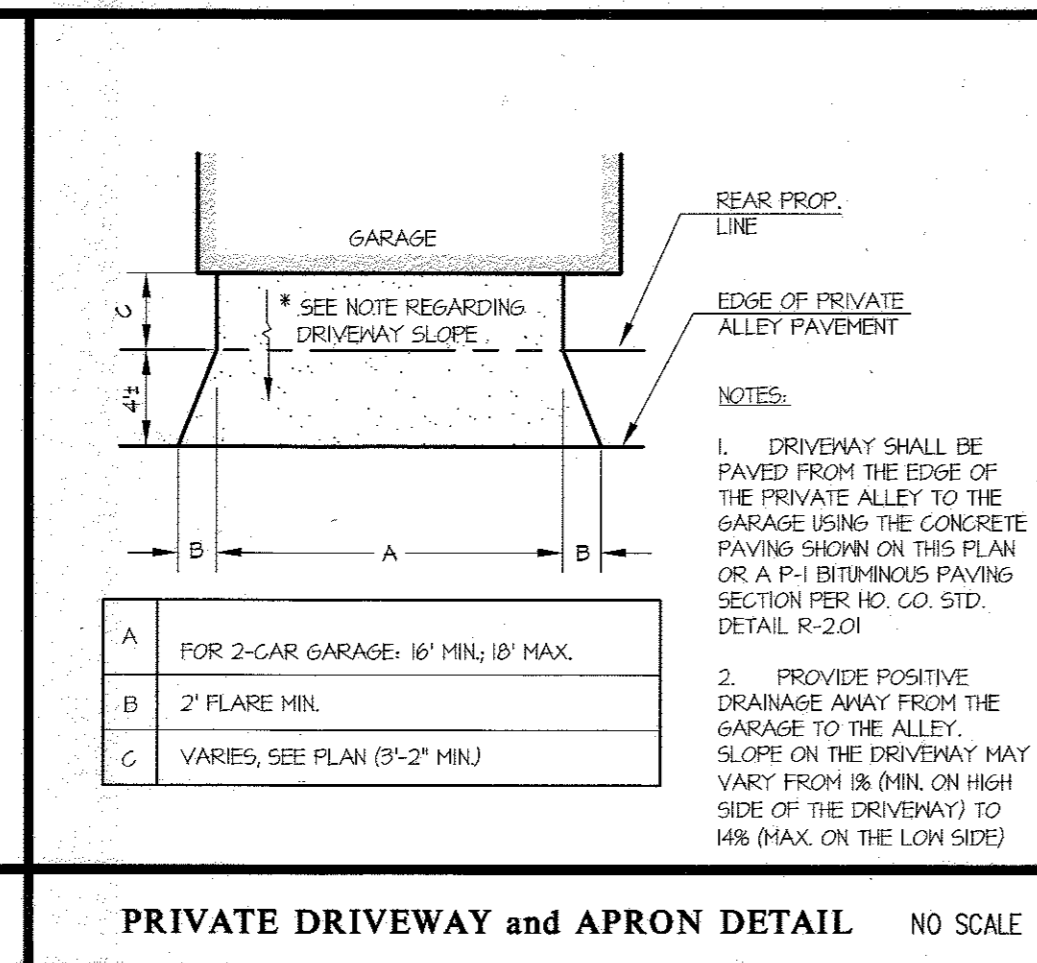 GARAGE
* SEE NOTE REGARDING
DRIVEWAY SLOPE
C
4'±
B
A
B
REAR PROP.
LINE
EDGE OF PRIVATE
ALLEY PAVEMENT
NOTES:
1. DRIVEWAY SHALL BE
PAVED FROM THE EDGE OF
THE PRIVATE ALLEY TO THE
GARAGE USING THE CONCRETE
PAVING SHOWN ON THIS PLAN
OR A P-1 BITUMINOUS PAVING
SECTION PER HO. CO. STD.
DETAIL R-2.01
2. PROVIDE POSITIVE
DRAINAGE AWAY FROM THE
GARAGE TO THE ALLEY.
SLOPE ON THE DRIVEWAY MAY
VARY FROM 1% (MIN. ON HIGH
SIDE OF THE DRIVEWAY) TO
14% (MAX. ON THE LOW SIDE)
A FOR 2-CAR GARAGE: 16' MIN.; 18' MAX.
B 2' FLARE MIN.
C VARIES, SEE PLAN (3'-2" MIN.)
PRIVATE DRIVEWAY and APRON DETAIL NO SCALE